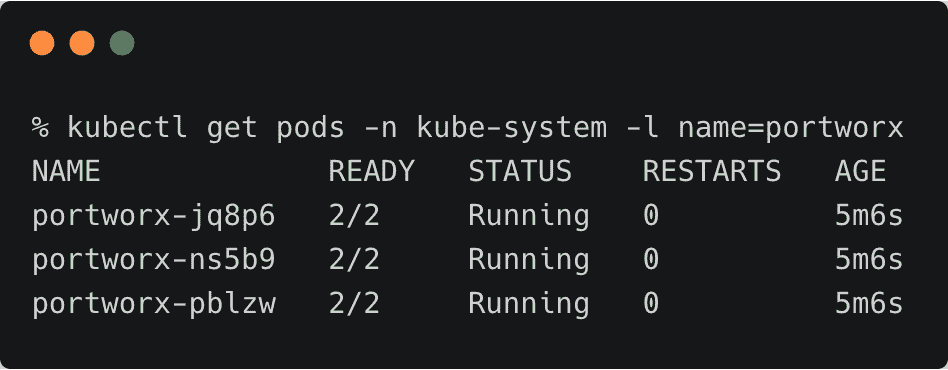 % kubectl get pods -n kube-system -l name=portworx
NAME READY STATUS RESTARTS AGE
portworx-jq8p6 2/2 Running 0 5m6s
portworx-ns5b9 2/2 Running 0 5m6s
portworx-pblzw 2/2 Running 0 5m6s